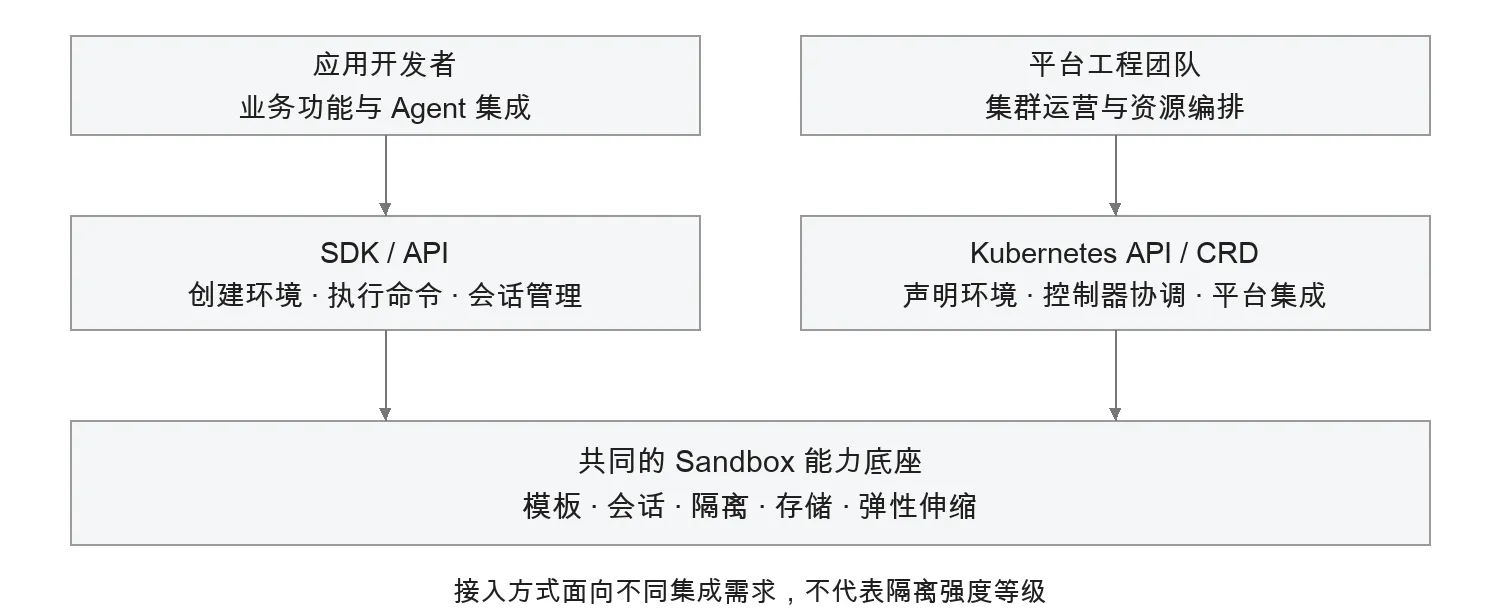 应用开发者
业务功能与 Agent 集成
平台工程团队
集群运营与资源编排
SDK / API
创建环境 · 执行命令 · 会话管理
Kubernetes API / CRD
声明环境 · 控制器协调 · 平台集成
共同的 Sandbox 能力底座
模板 · 会话 · 隔离 · 存储 · 弹性伸缩
接入方式面向不同集成需求，不代表隔离强度等级